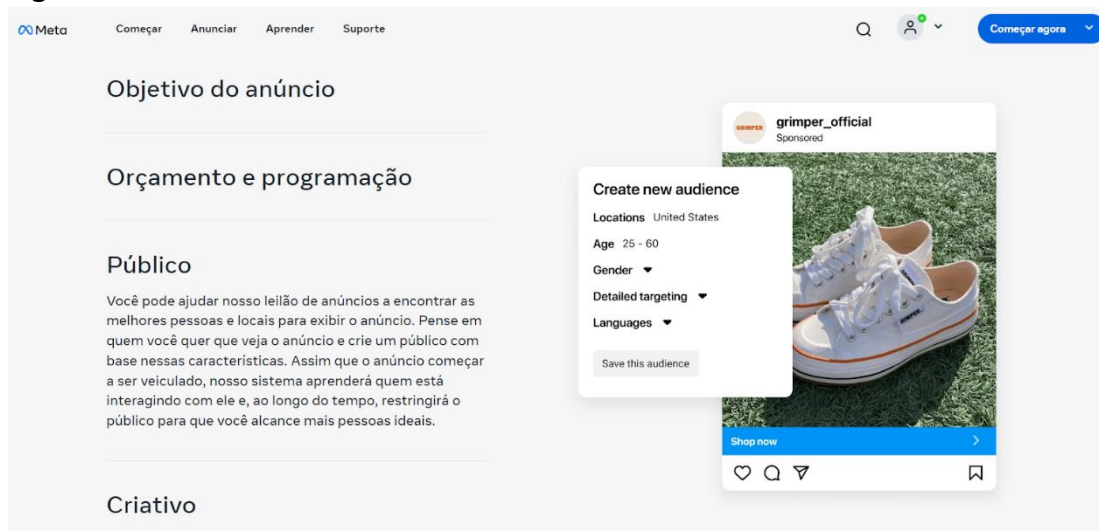 Meta
Começar Anunciar Aprender Suporte
Começar agora
Objetivo do anúncio
Orçamento e programação
Público
Você pode ajudar nosso leilão de anúncios a encontrar as
melhores pessoas e locais para exibir o anúncio. Pense em
quem você quer que veja o anúncio e crie um público com
base nessas características. Assim que o anúncio começar
a ser veiculado, nosso sistema aprenderá quem está
interagindo com ele e, ao longo do tempo, restringirá o
público para que você alcance mais pessoas ideais.
Criativo
Create new audience
Locations United States
Age 25 - 60
Gender
Detailed targeting
Languages
Save this audience
GRIMPER
grimper_official
Sponsored
GRIMPER
Shop now